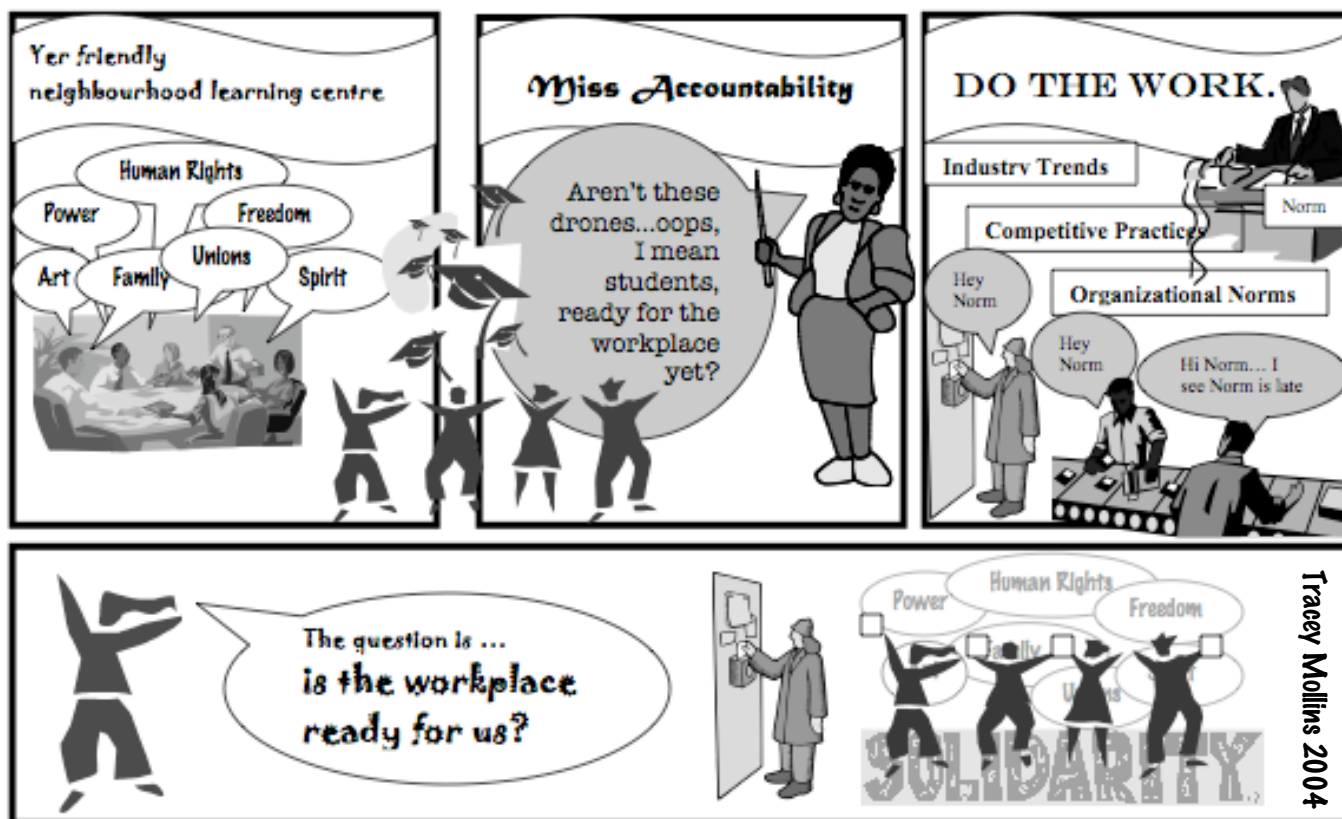 Yer friendly
neighbourhood learning centre
Human Rights
Power
Freedom
Unions
Art
Family
Spirit
Miss Accountability
Aren't these
drones...oops,
I mean
students,
ready for the
workplace
yet?
DO THE WORK.
Industry Trends
Norm
Competitive Practices
Organizational Norms
Hey
Norm
Hey
Norm
Hi Norm... I
see Norm is late
The question is ...
is the workplace
ready for us?
Power
Human Rights
Freedom
Family
Unions
SOLIDARITY
Tracey Mollins 2004